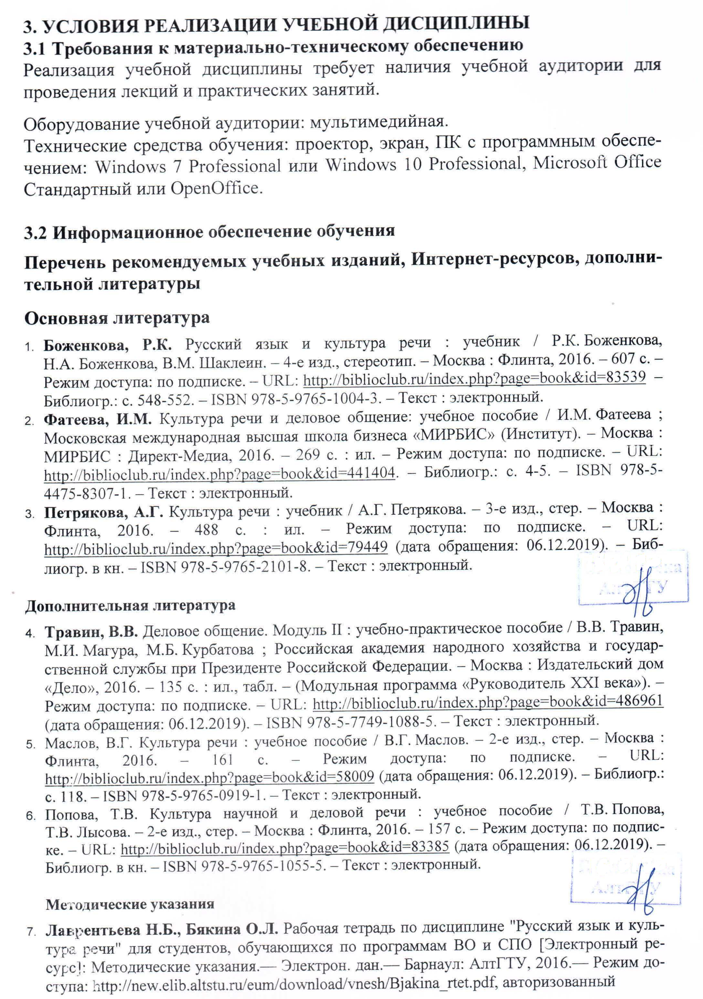 3. УСЛОВИЯ РЕАЛИЗАЦИИ УЧЕБНОЙ ДИСЦИПЛИНЫ
3.1 Требования к материально-техническому обеспечению
Реализация учебной дисциплины требует наличия учебной аудитории для
проведения лекций и практических занятий.
Оборудование учебной аудитории: мультимедийная.
Технические средства обучения: проектор, экран, ПК с программным обеспе-
чением: Windows 7 Professional или Windows 10 Professional, Microsoft Office
Стандартный или OpenOffice.
3.2 Информационное обеспечение обучения
Перечень рекомендуемых учебных изданий, Интернет-ресурсов, дополни-
тельной литературы
Основная литература
1. Боженкова, Р.К. Русский язык и культура речи : учебник / Р.К. Боженкова,
Н.А. Боженкова, В.М. Шаклеин. – 4-е изд., стереотип. – Москва : Флинта, 2016. – 607 с. –
Режим доступа: по подписке. – URL: http://biblioclub.ru/index.php?page=book&id=83539 –
Библиогр.: с. 548-552. – ISBN 978-5-9765-1004-3. – Текст : электронный.
2. Фатеева, И.М. Культура речи и деловое общение: учебное пособие / И.М. Фатеева ;
Московская международная высшая школа бизнеса «МИРБИС» (Институт). – Москва :
МИРБИС : Директ-Медиа, 2016. – 269 с. : ил. – Режим доступа: по подписке. – URL:
http://biblioclub.ru/index.php?page=book&id=441404. – Библиогр.: с. 4-5. – ISBN 978-5-
4475-8307-1. – Текст : электронный.
3. Петрякова, А.Г. Культура речи : учебник / А.Г. Петрякова. – 3-е изд., стер. – Москва :
Флинта, 2016. – 488 с. : ил. – Режим доступа: по подписке. – URL:
http://biblioclub.ru/index.php?page=book&id=79449 (дата обращения: 06.12.2019). – Биб-
лиогр. в кн. – ISBN 978-5-9765-2101-8. – Текст : электронный.
АлтГТУ
Дополнительная литература
4. Травин, В.В. Деловое общение. Модуль II : учебно-практическое пособие / В.В. Травин,
М.И. Магура, М.Б. Курбатова ; Российская академия народного хозяйства и государ-
ственной службы при Президенте Российской Федерации. – Москва : Издательский дом
«Дело», 2016. – 135 с. : ил., табл. – (Модульная программа «Руководитель XXI века»). –
Режим доступа: по подписке. – URL: http://biblioclub.ru/index.php?page=book&id=486961
(дата обращения: 06.12.2019). – ISBN 978-5-7749-1088-5. – Текст : электронный.
5. Маслов, В.Г. Культура речи : учебное пособие / В.Г. Маслов. – 2-е изд., стер. – Москва :
Флинта, 2016. – 161 с. – Режим доступа: по подписке. – URL:
http://biblioclub.ru/index.php?page=book&id=58009 (дата обращения: 06.12.2019). – Библиогр.:
с. 118. – ISBN 978-5-9765-0919-1. – Текст : электронный.
6. Попова, Т.В. Культура научной и деловой речи : учебное пособие / Т.В. Попова,
Т.В. Лысова. – 2-е изд., стер. – Москва : Флинта, 2016. – 157 с. – Режим доступа: по подпис-
ке. – URL: http://biblioclub.ru/index.php?page=book&id=83385 (дата обращения: 06.12.2019). –
Библиогр. в кн. – ISBN 978-5-9765-1055-5. – Текст : электронный.
АлтГТУ
Методические указания
7. Лаврентьева Н.Б., Бякина О.Л. Рабочая тетрадь по дисциплине "Русский язык и куль-
тура речи" для студентов, обучающихся по программам ВО и СПО [Электронный ре-
сурс]: Методические указания.— Электрон. дан.— Барнаул: АлтГТУ, 2016.— Режим до-
ступа: http://new.elib.altstu.ru/eum/download/vnesh/Bjakina_rtet.pdf, авторизованный